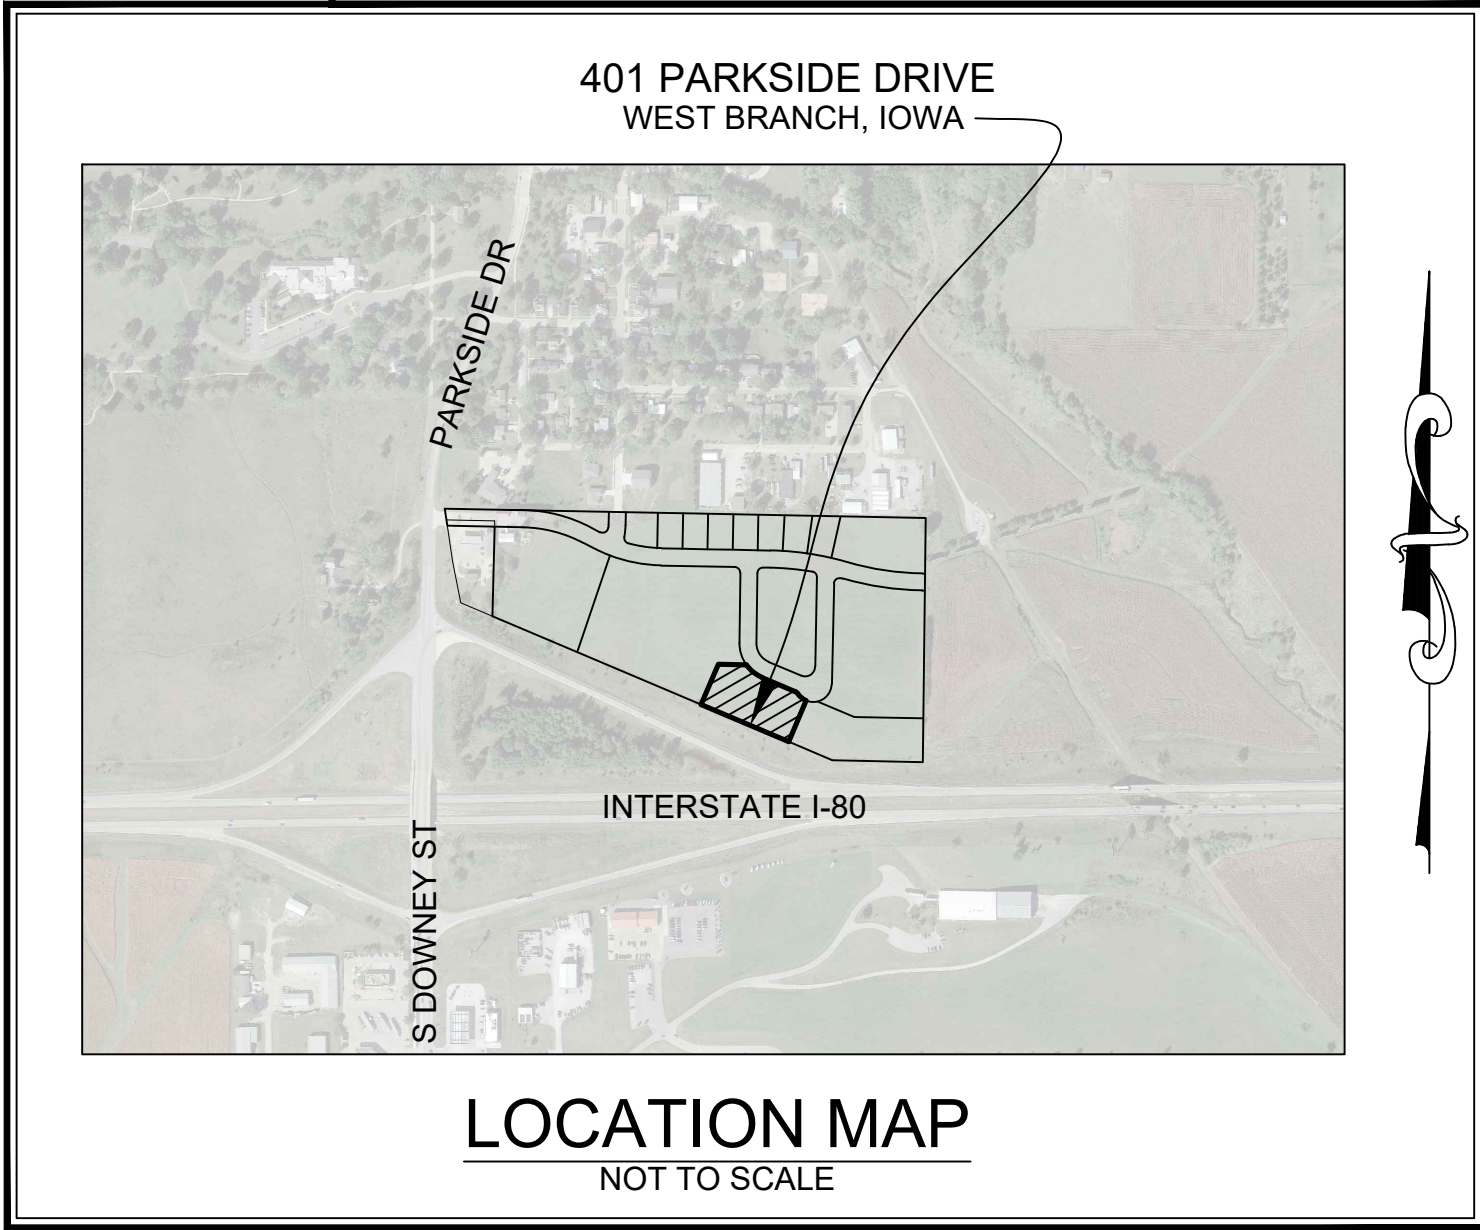 401 PARKSIDE DRIVE
WEST BRANCH, IOWA
PARKSIDE DR
INTERSTATE I-80
S DOWNEY ST
LOCATION MAP
NOT TO SCALE